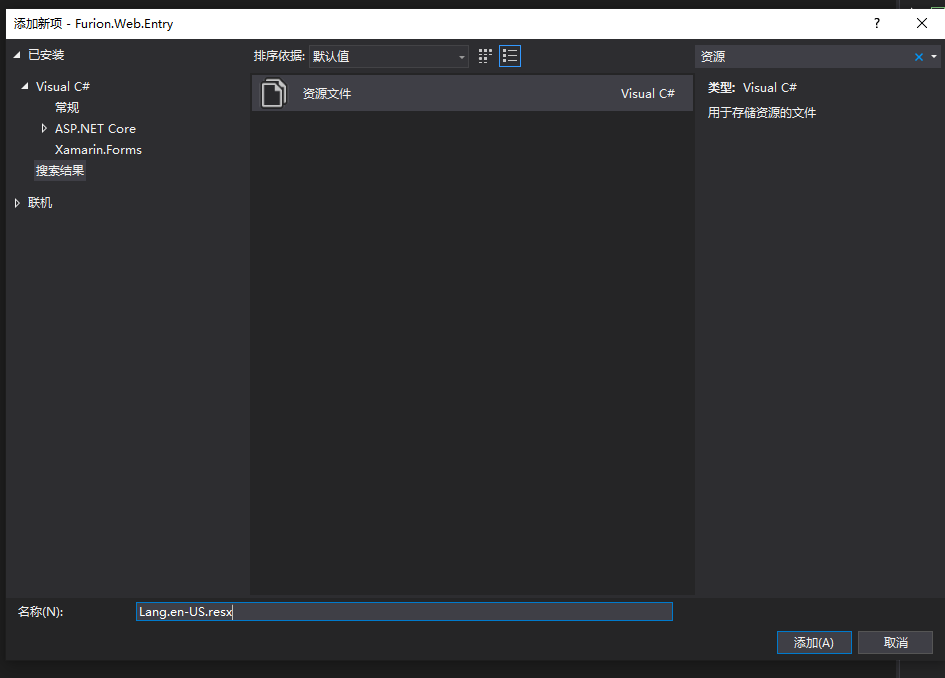 添加新项 - Furion.Web.Entry
?
已安装
排序依据: 默认值
资源
Visual C#
常规
ASP.NET Core
Xamarin.Forms
搜索结果
联机
资源文件 Visual C#
类型: Visual C#
用于存储资源的文件
名称(N): Lang.en-US.resx
添加(A) 取消